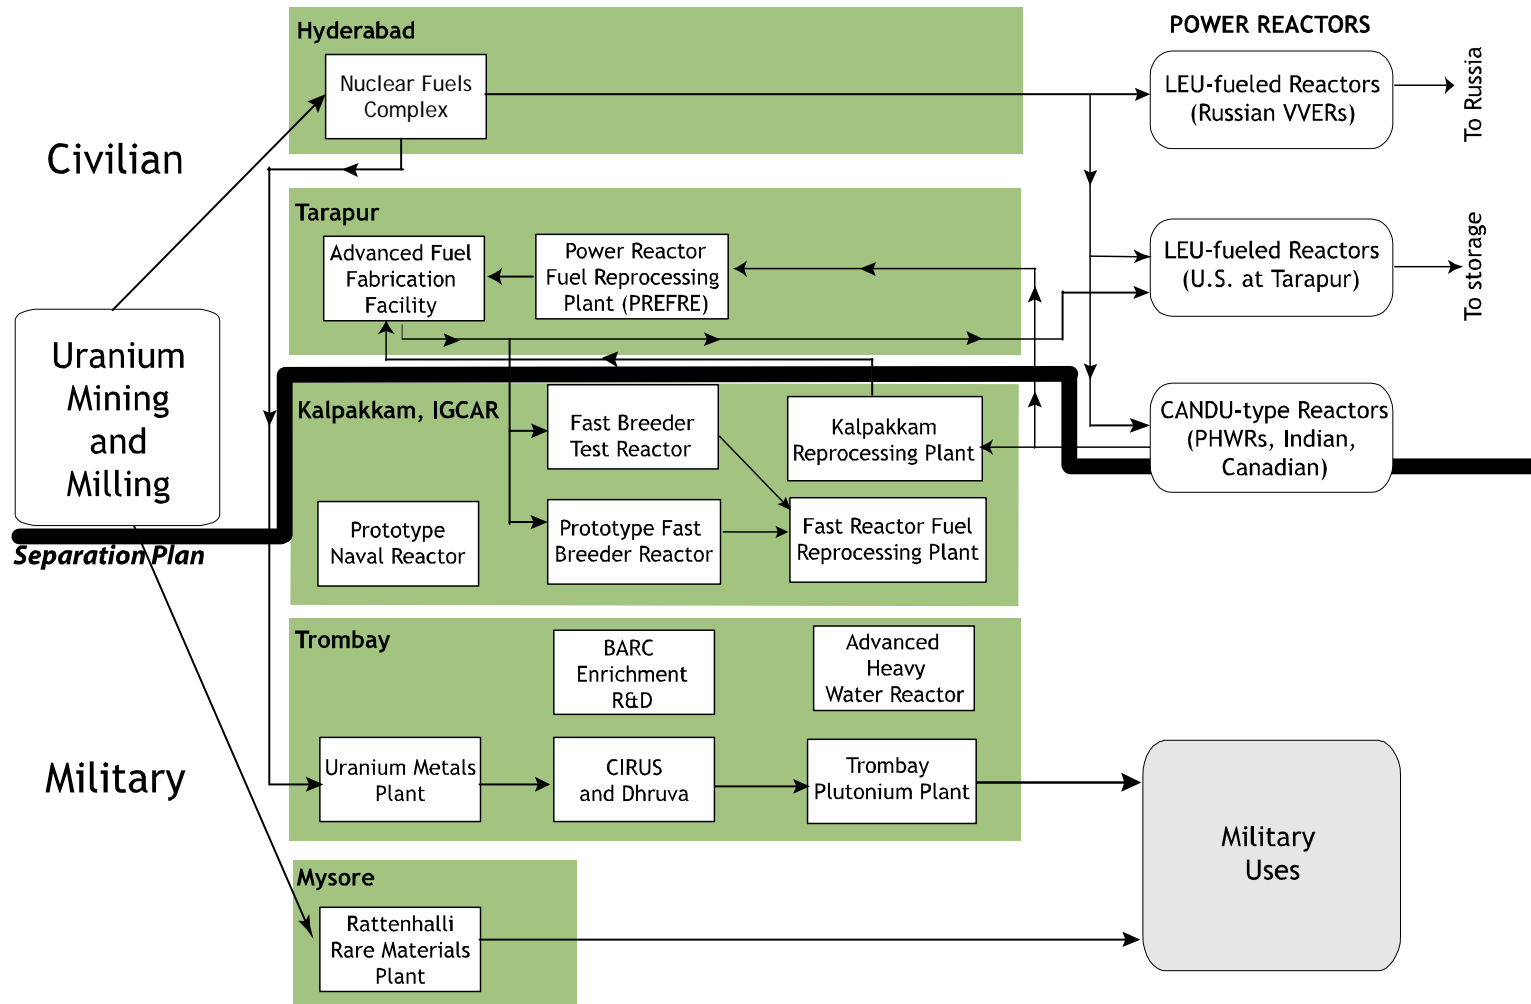 Hyderabad
Nuclear Fuels
Complex
POWER REACTORS
LEU-fueled Reactors
(Russian VVERs)
To Russia
Civilian
Tarapur
Advanced Fuel
Fabrication
Facility
Power Reactor
Fuel Reprocessing
Plant (PREFRE)
LEU-fueled Reactors
(U.S. at Tarapur)
To storage
Uranium
Mining
and
Milling
Separation Plan
Kalpakkam, IGCAR
Fast Breeder
Test Reactor
Kalpakkam
Reprocessing Plant
CANDU-type Reactors
(PHWRs, Indian,
Canadian)
Prototype
Naval Reactor
Prototype Fast
Breeder Reactor
Fast Reactor Fuel
Reprocessing Plant
Trombay
BARC
Enrichment
R&D
Advanced
Heavy
Water Reactor
Military
Uranium Metals
Plant
CIRUS
and Dhruva
Trombay
Plutonium Plant
Military
Uses
Mysore
Rattenhalli
Rare Materials
Plant